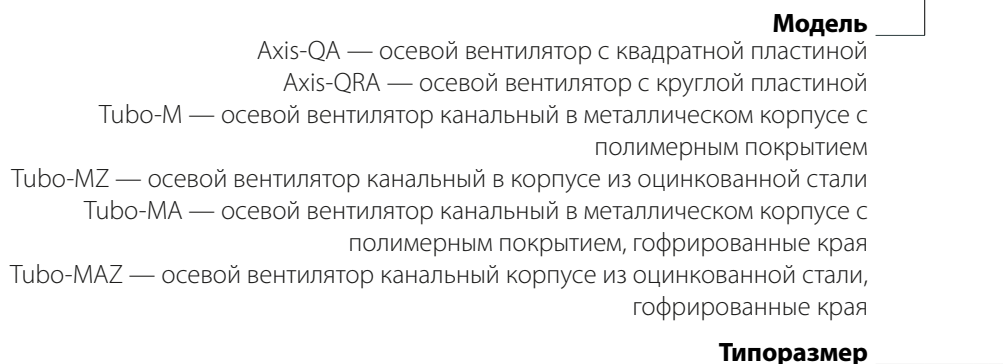 Модель
Axis-QA — осевой вентилятор с квадратной пластиной
Axis-QRA — осевой вентилятор с круглой пластиной
Tubo-M — осевой вентилятор канальный в металлическом корпусе с
полимерным покрытием
Tubo-MZ — осевой вентилятор канальный в корпусе из оцинкованной стали
Tubo-MA — осевой вентилятор канальный в металлическом корпусе с
полимерным покрытием, гофрированные края
Tubo-MAZ — осевой вентилятор канальный корпусе из оцинкованной стали,
гофрированные края
Типоразмер